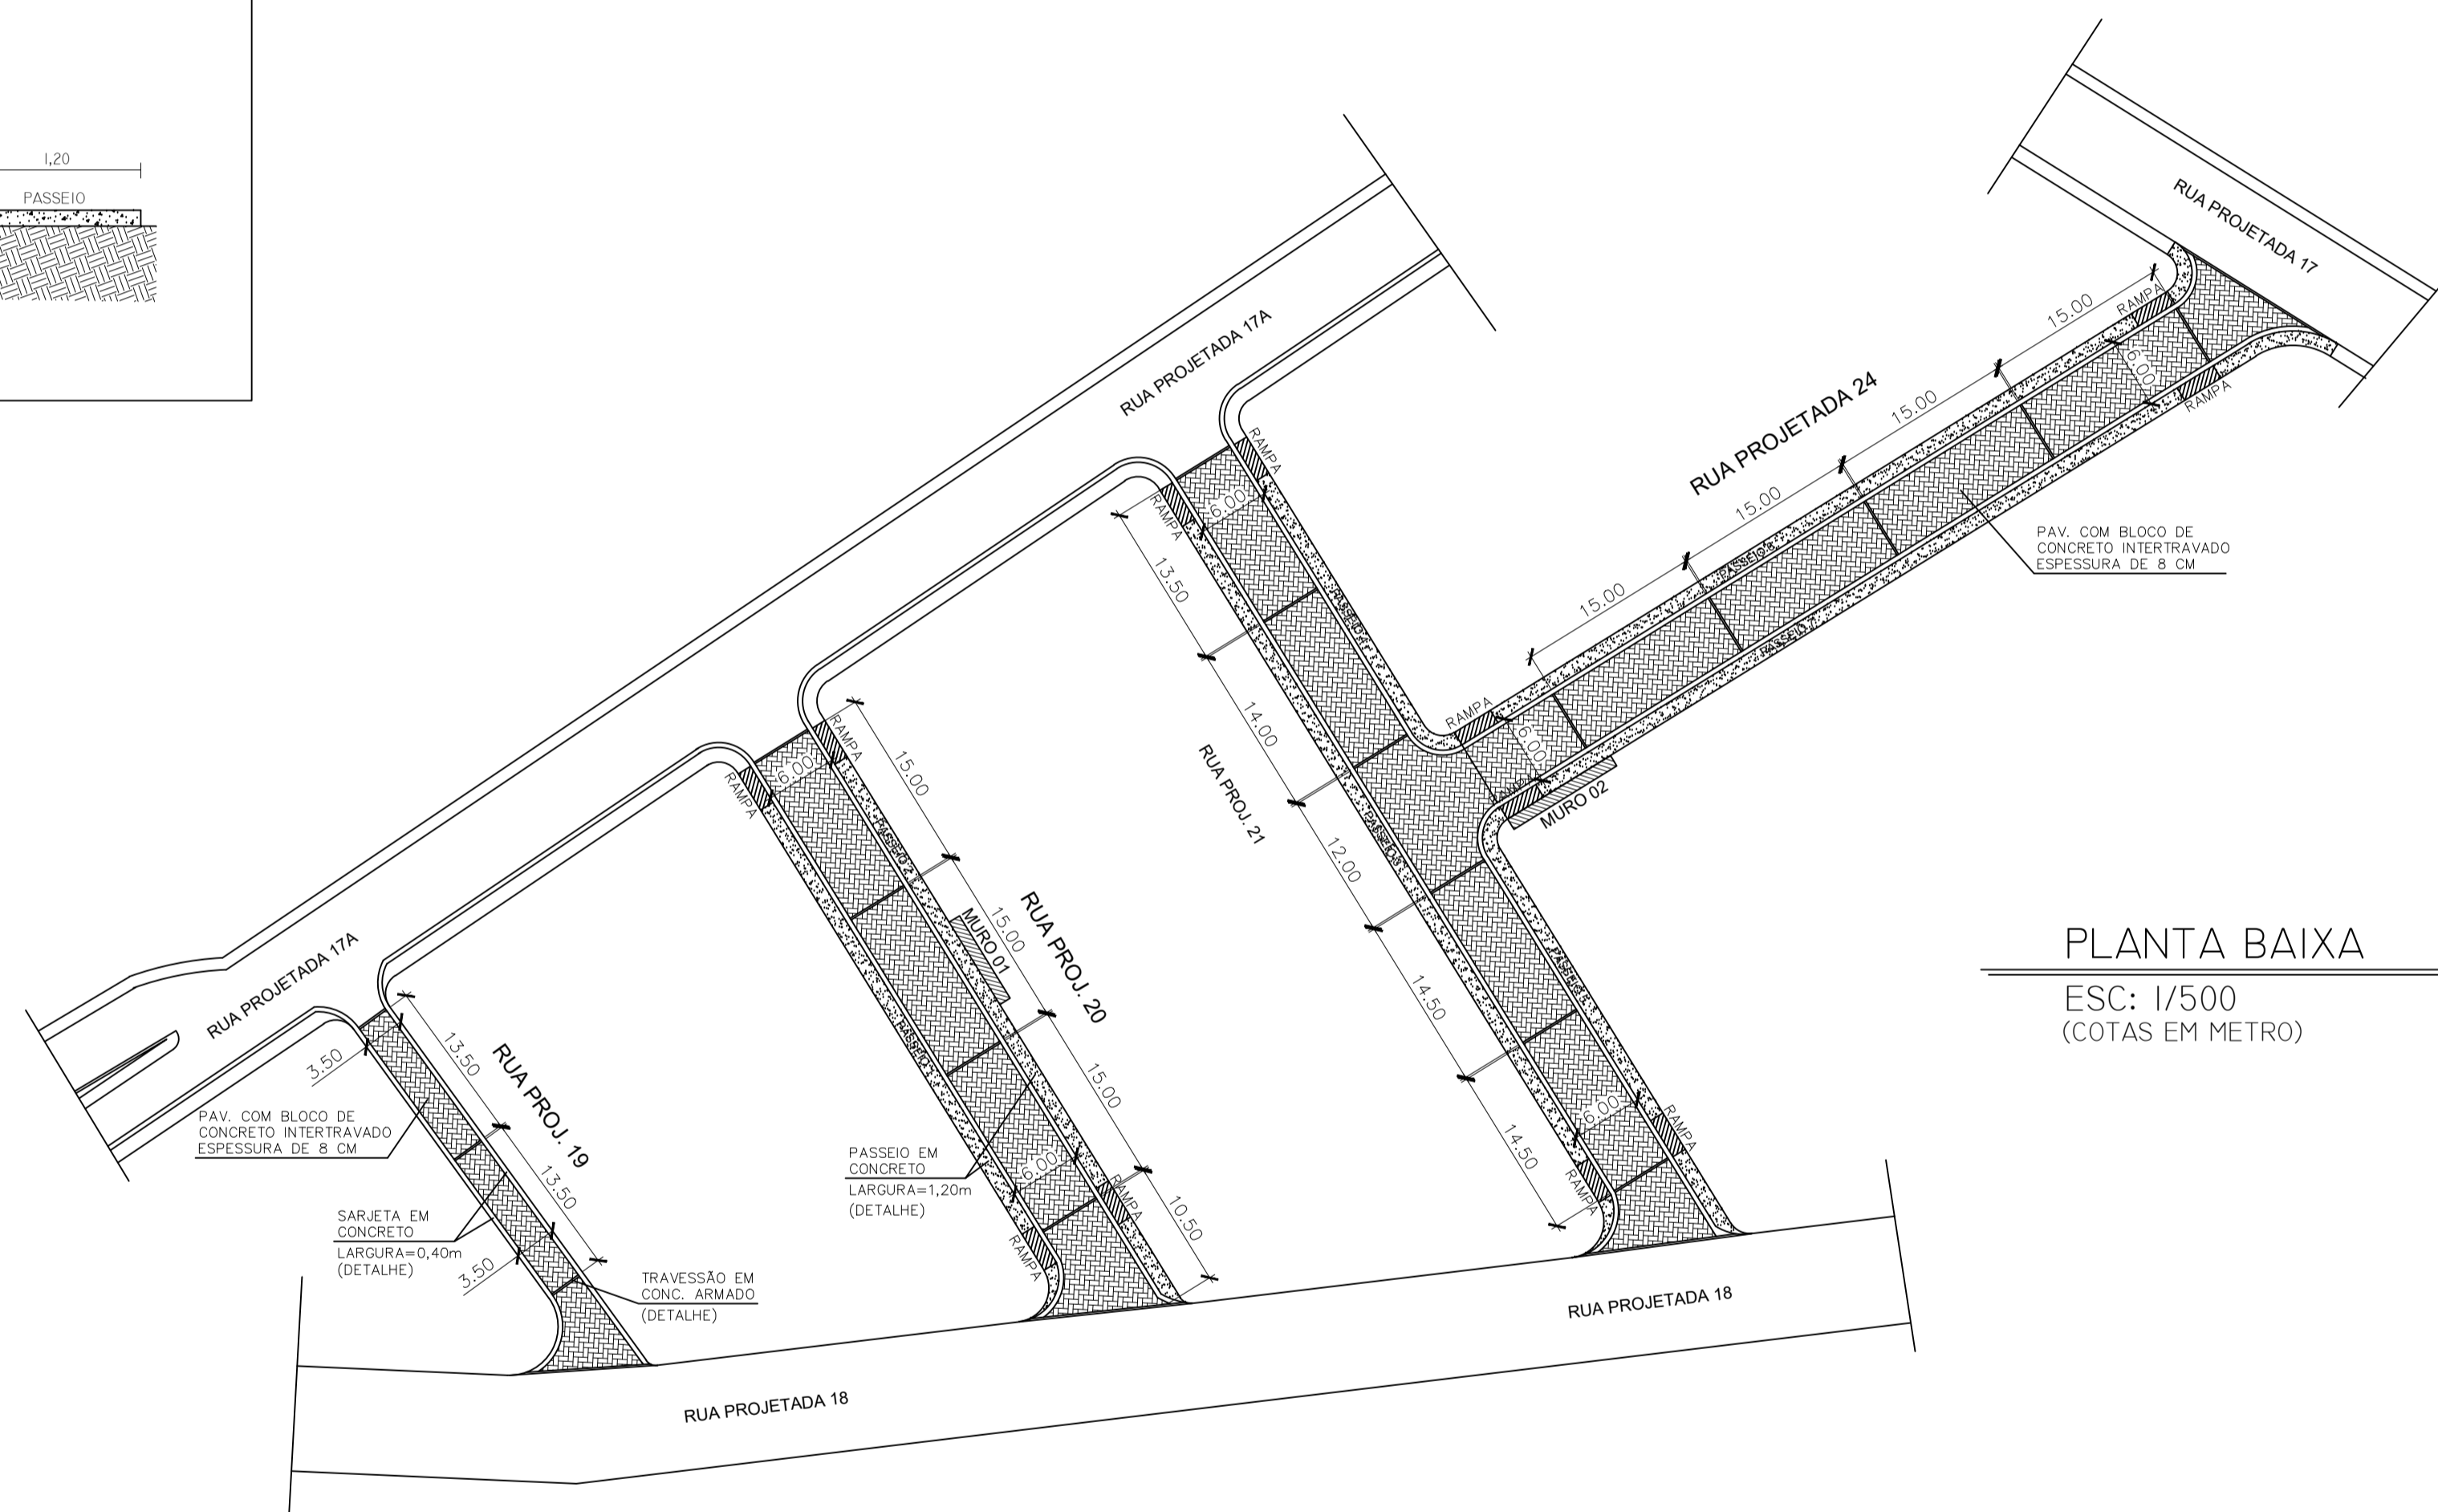 1,20
PASSEIO
RUA PROJETADA 17
RUA PROJETADA 17A
RUA PROJETADA 24
15.00
15.00
15.00
15.00
RAMPA
6.00
RAMPA
PAV. COM BLOCO DE
CONCRETO INTERTRAVADO
ESPESSURA DE 8 CM
RAMPA
RAMPA
6.00
13.50
14.00
12.00
14.50
14.50
RUA PROJ. 21
RAMPA
6.00
RAMPA
MURO 02
6.00
RAMPA
RAMPA
RAMPA
RAMPA
6.00
15.00
15.00
15.00
10.50
MURO 01
RUA PROJ. 20
PASSEIO EM
CONCRETO
LARGURA=1,20m
(DETALHE)
6.00
RAMPA
RAMPA
RUA PROJETADA 17A
3.50
13.50
13.50
RUA PROJ. 19
PAV. COM BLOCO DE
CONCRETO INTERTRAVADO
ESPESSURA DE 8 CM
SARJETA EM
CONCRETO
LARGURA=0,40m
(DETALHE)
3.50
TRAVESSÃO EM
CONC. ARMADO
(DETALHE)
RUA PROJETADA 18
RUA PROJETADA 18
PLANTA BAIXA
ESC: 1/500
(COTAS EM METRO)